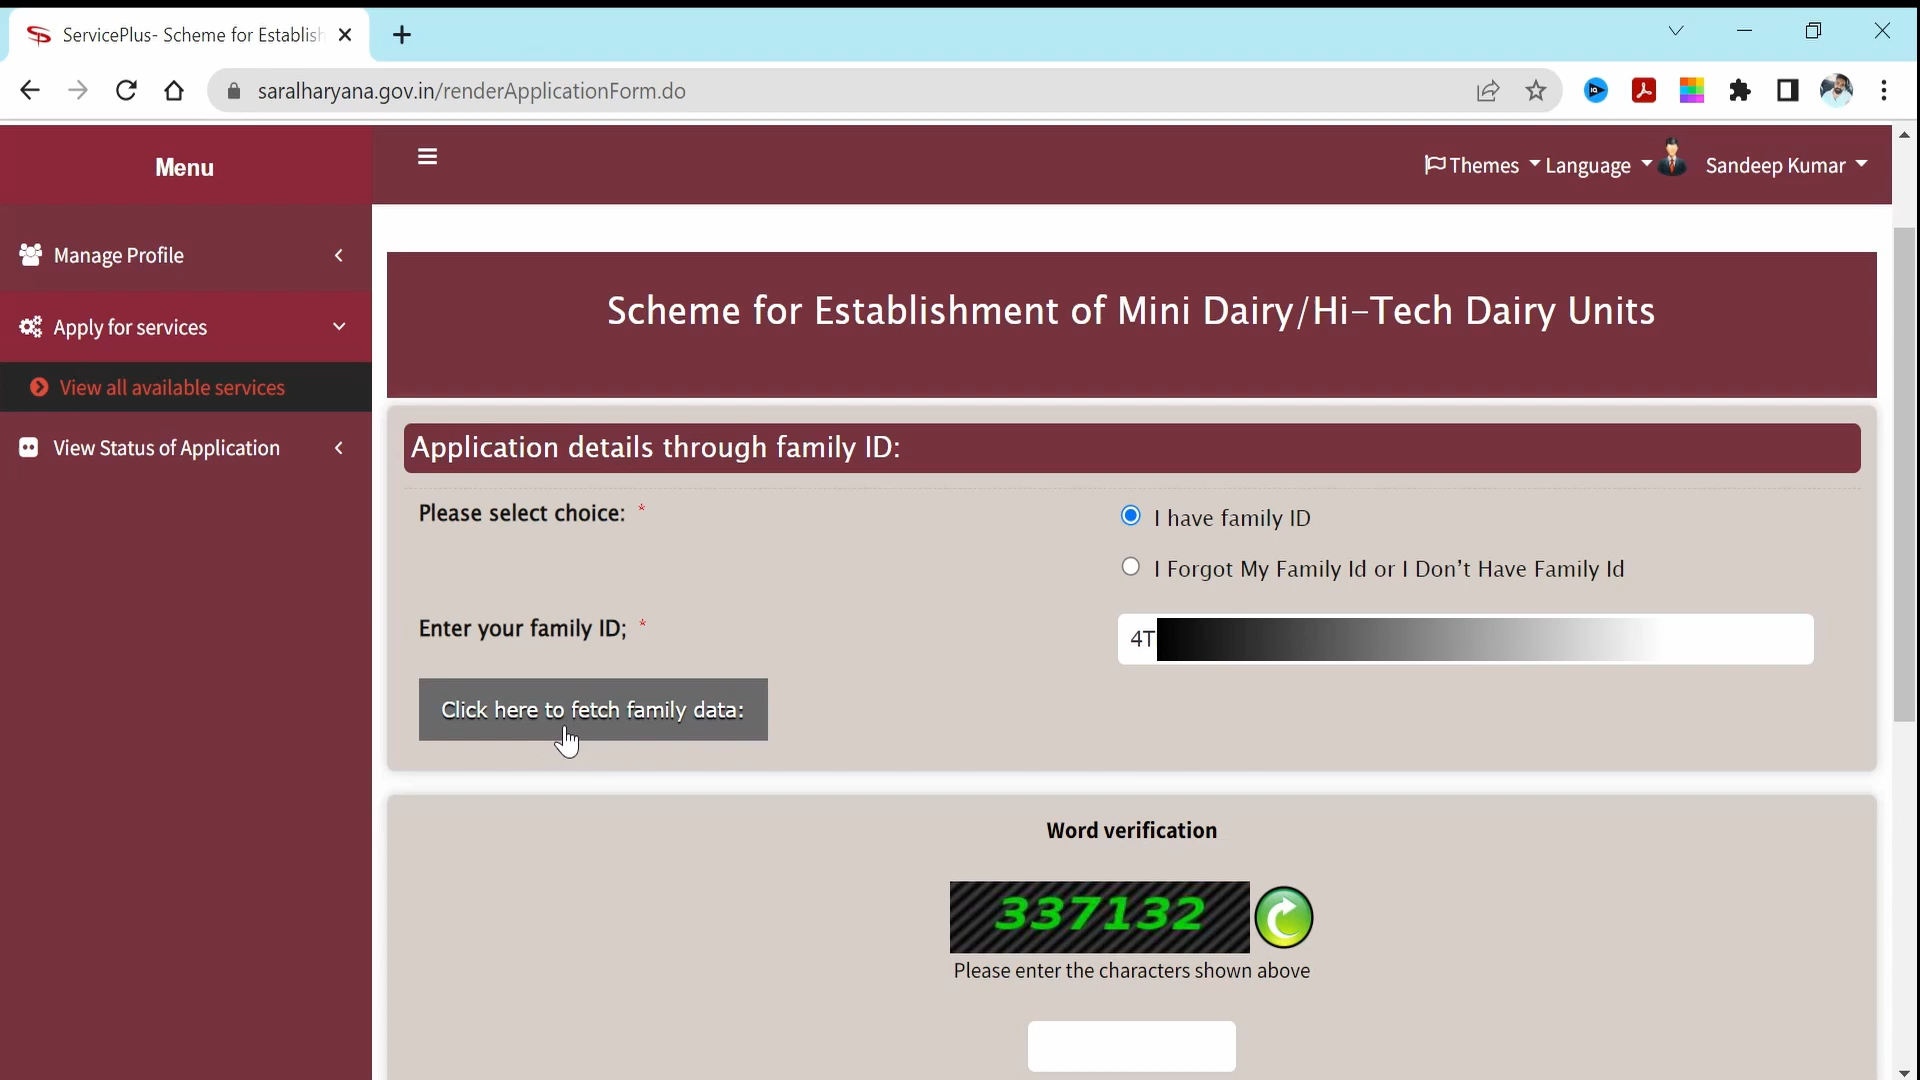 ServicePlus- Scheme for Establish
saralharyana.gov.in/renderApplicationForm.do
Menu
Themes
Language
Sandeep Kumar
Manage Profile
Apply for services
View all available services
View Status of Application
Scheme for Establishment of Mini Dairy/Hi-Tech Dairy Units
Application details through family ID:
Please select choice: *
I have family ID
I Forgot My Family Id or I Don't Have Family Id
Enter your family ID; *
4T
Click here to fetch family data:
Word verification
337132
Please enter the characters shown above